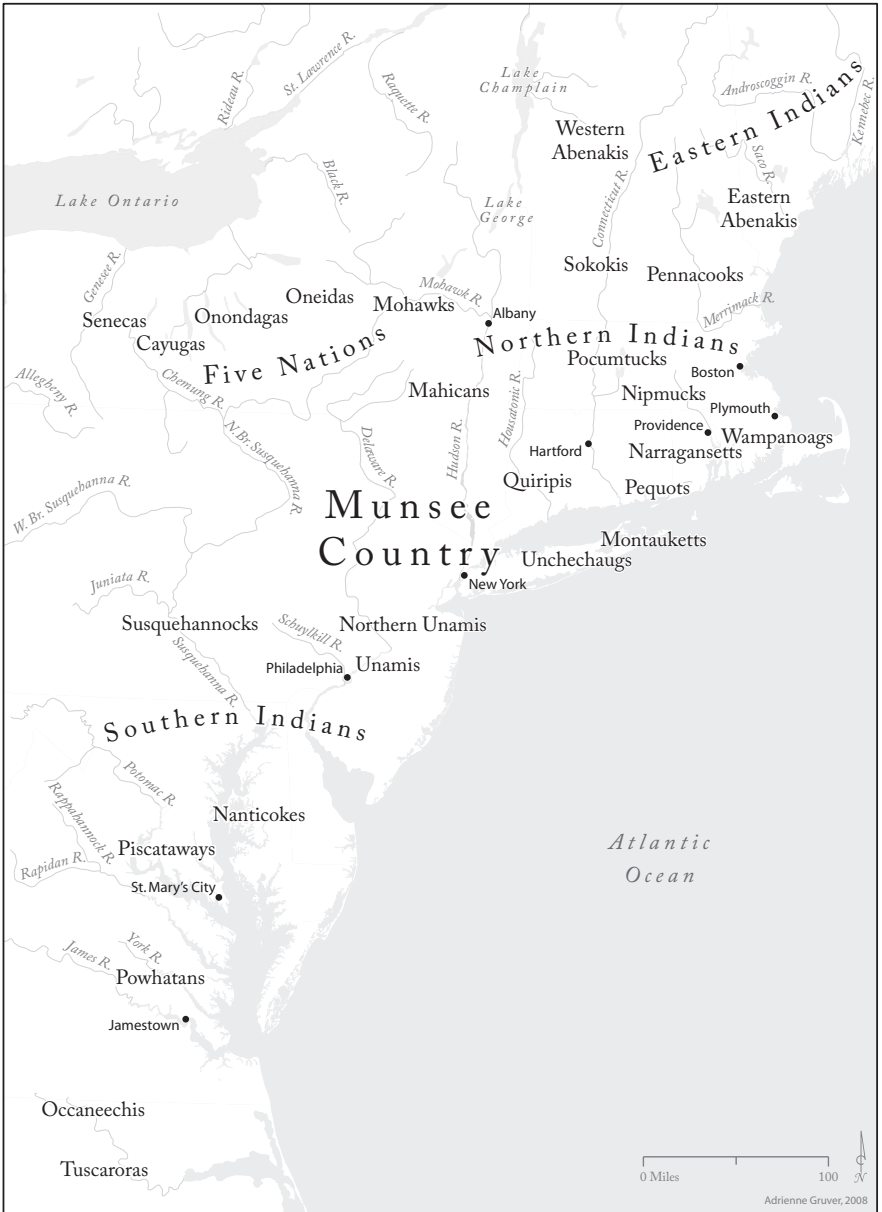 St. Lawrence R.
Rideau R.
Raquette R.
Lake
Champlain
Androscoggin R.
Kennebec R.
Eastern Indians
Western
Abenakis
Saco R.
Black R.
Lake Ontario
Lake
George
Connecticut R.
Eastern
Abenakis
Genesee R.
Sokokis
Pennacooks
Mohawk R.
Oneidas
Mohawks
Merrimack R.
Senecas
Onondagas
Albany
Cayugas
Northern Indians
Five Nations
Pocumtucks
Boston
Allegheny R.
Chemung R.
Mahicans
Housatonic R.
Nipmucks
Plymouth
Providence
Wampanoags
N.Br. Susquehanna R.
Delaware R.
Hudson R.
Hartford
Narragansetts
Quiripis
Pequots
W. Br. Susquehanna R.
Munsee
Country
Montauketts
Unchechaugs
New York
Juniata R.
Susquehannocks
Schuylkill R.
Northern Unamis
Philadelphia
Unamis
Susquehanna R.
Southern Indians
Potomac R.
Rappahannock R.
Nanticokes
Piscataways
Atlantic
Ocean
Rapidan R.
St. Mary's City
York R.
James R.
Powhatans
Jamestown
Occaneechis
Tuscaroras
0 Miles
100
N
Adrienne Gruver, 2008